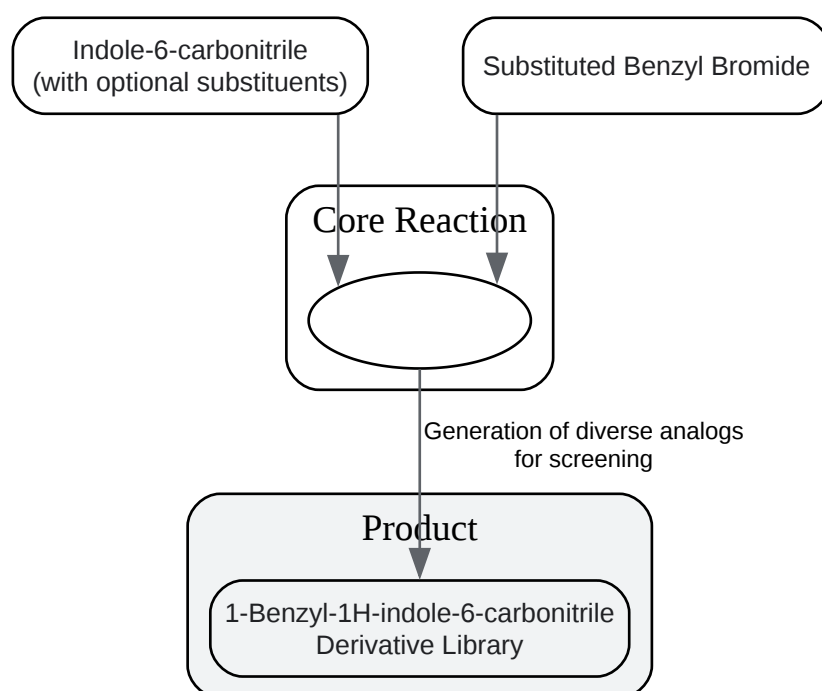 Indole-6-carbonitrile
(with optional substituents)
Substituted Benzyl Bromide
Core Reaction
Generation of diverse analogs
for screening
Product
1-Benzyl-1H-indole-6-carbonitrile
Derivative Library